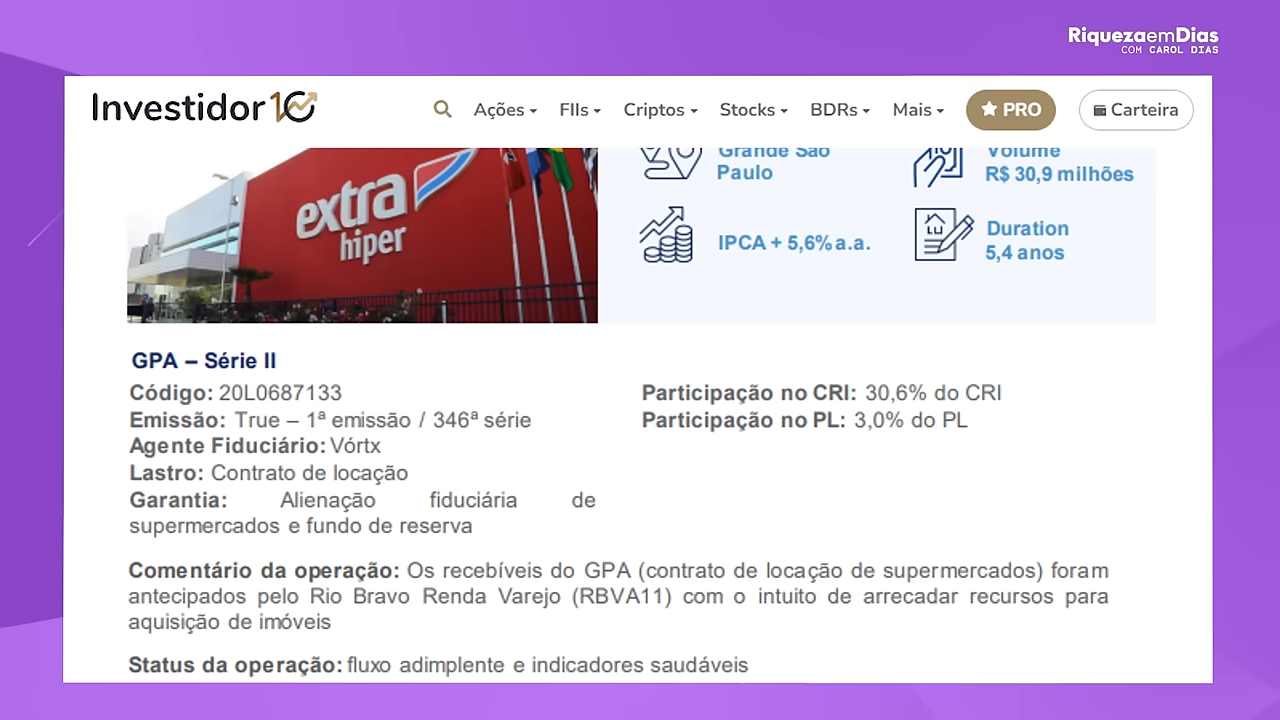 RiquezaemDias
COM CAROL DIAS
Investidor10
Ações
FIIs
Criptos
Stocks
BDRs
Mais
PRO
Carteira
extra
hiper
Grande São
Paulo
Volume
R$ 30,9 milhões
IPCA + 5,6% a.a.
Duration
5,4 anos
GPA – Série II
Código: 20L0687133
Emissão: True – 1ª emissão / 346ª série
Agente Fiduciário: Vórtx
Lastro: Contrato de locação
Garantia: Alienação fiduciária de
supermercados e fundo de reserva
Participação no CRI: 30,6% do CRI
Participação no PL: 3,0% do PL
Comentário da operação: Os recebíveis do GPA (contrato de locação de supermercados) foram
antecipados pelo Rio Bravo Renda Varejo (RBVA11) com o intuito de arrecadar recursos para
aquisição de imóveis
Status da operação: fluxo adimplente e indicadores saudáveis